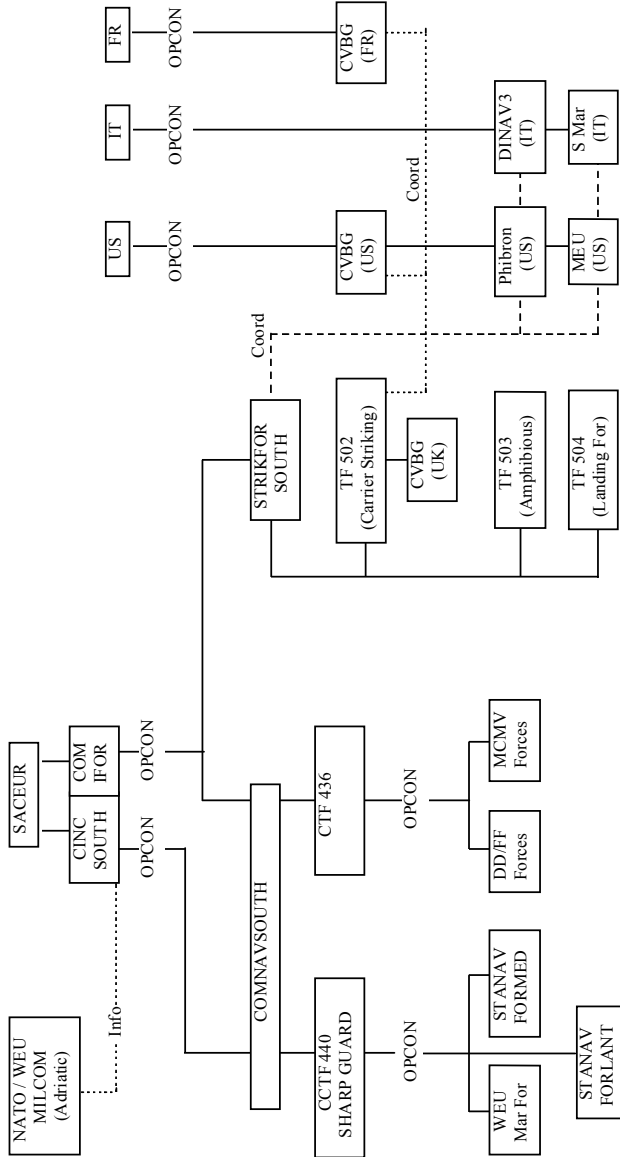 NATO / WEU
MILCOM
(Adriatic)
Info
SACEUR
CINC
SOUTH
COM
IFOR
OPCON
OPCON
COMNAVSOUTH
CCTF 440
SHARP GUARD
OPCON
WEU
Mar For
STANAV
FORMED
STANAV
FORLANT
CTF 436
OPCON
DD/FF
Forces
MCMV
Forces
STRIKFOR
SOUTH
Coord
TF 502
(Carrier Striking)
CVBG
(UK)
TF 503
(Amphibious)
TF 504
(Landing For)
US
OPCON
CVBG
(US)
Phibron
(US)
MEU
(US)
IT
OPCON
Coord
DINAV3
(IT)
S Mar
(IT)
FR
OPCON
CVBG
(FR)